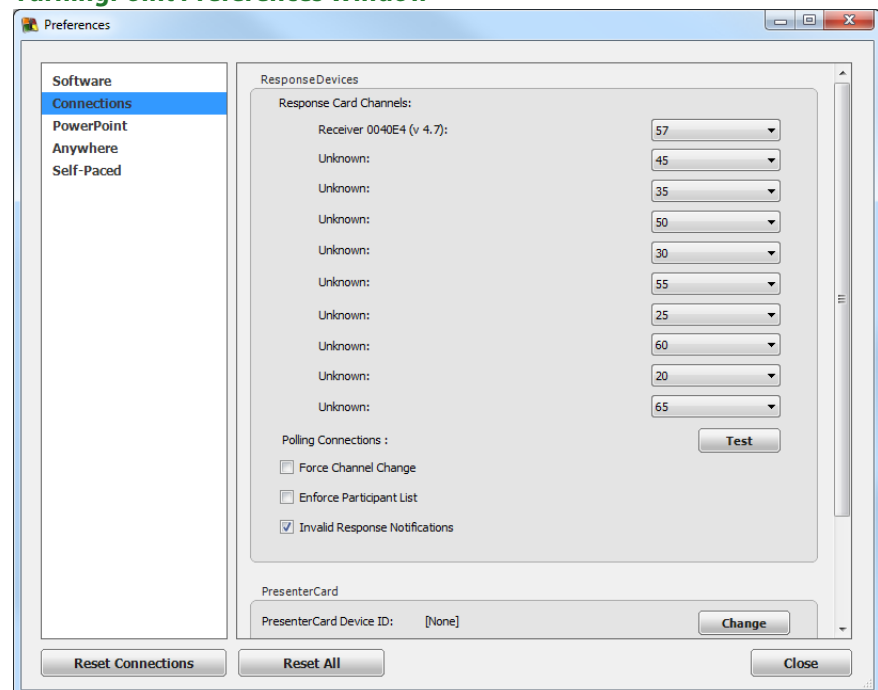 TurningPoint Preferences Window
Preferences
Software
Connections
PowerPoint
Anywhere
Self-Paced
ResponseDevices
Response Card Channels:
Receiver 0040E4 (v 4.7): 57
Unknown: 45
Unknown: 35
Unknown: 50
Unknown: 30
Unknown: 55
Unknown: 25
Unknown: 60
Unknown: 20
Unknown: 65
Polling Connections : Test
Force Channel Change
Enforce Participant List
Invalid Response Notifications
PresenterCard
PresenterCard Device ID: [None] Change
Reset Connections Reset All Close